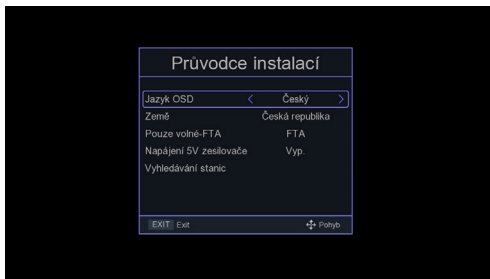 Průvodce instalací
Jazyk OSD < Český >
Země Česká republika
Pouze volné-FTA FTA
Napájení 5V zesilovače Vyp.
Vyhledávání stanic
EXIT Exit Pohyb